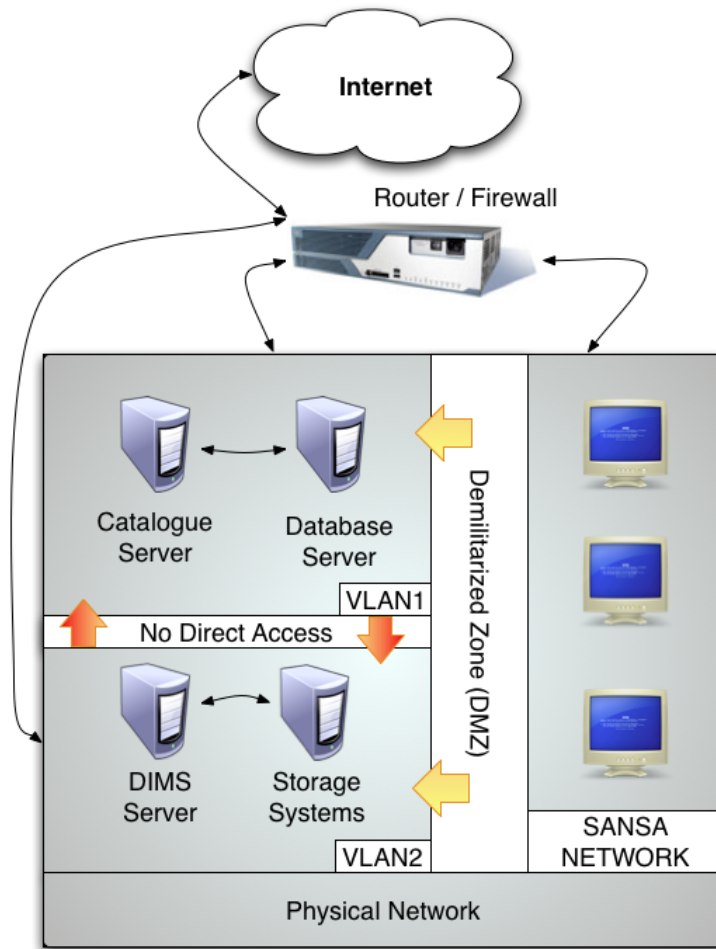 Internet
Router / Firewall
Catalogue
Server
Database
Server
VLAN1
No Direct Access
DIMS
Server
Storage
Systems
VLAN2
Demilitarized Zone (DMZ)
SANSA
NETWORK
Physical Network